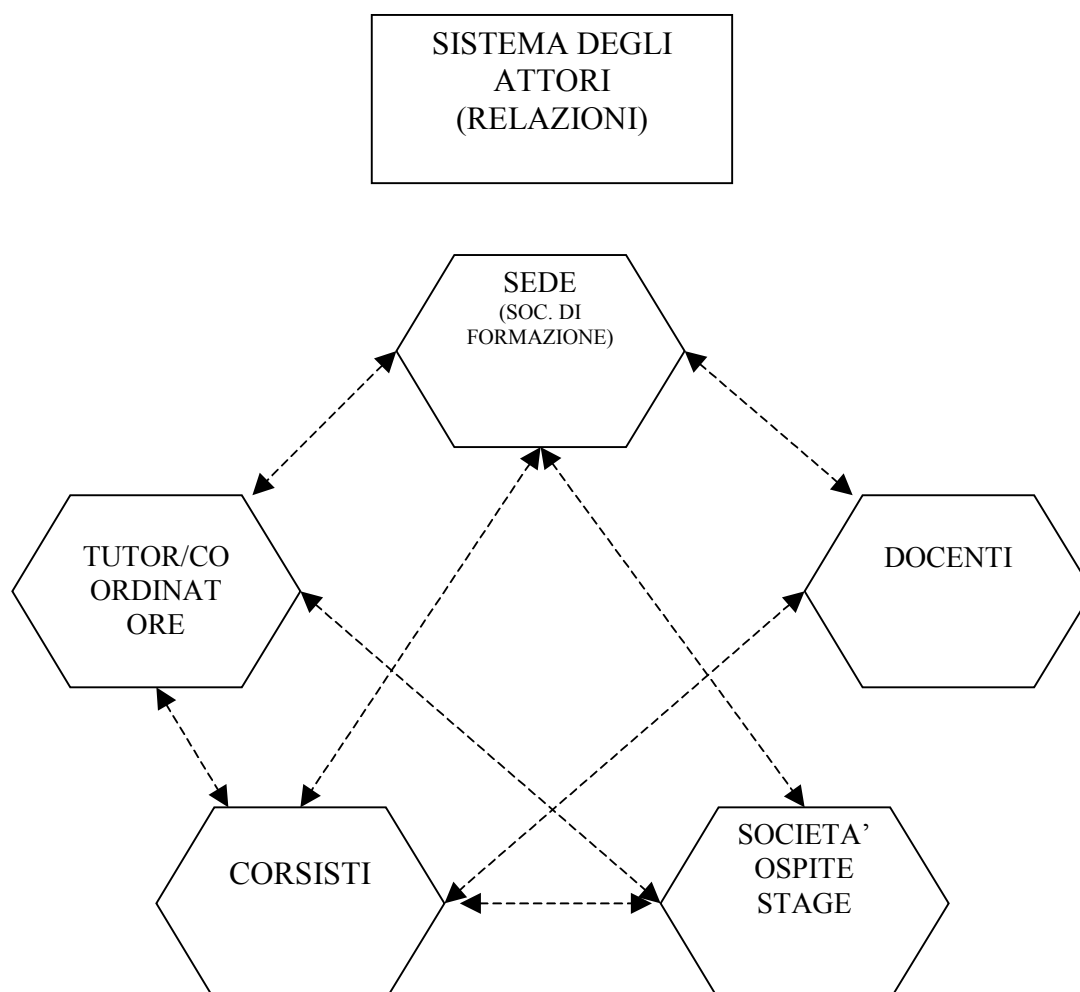 SISTEMA DEGLI
ATTORI
(RELAZIONI)
SEDE
(SOC. DI
FORMAZIONE)
TUTOR/CO
ORDINAT
ORE
DOCENTI
CORSISTI
SOCIETA’
OSPITE
STAGE